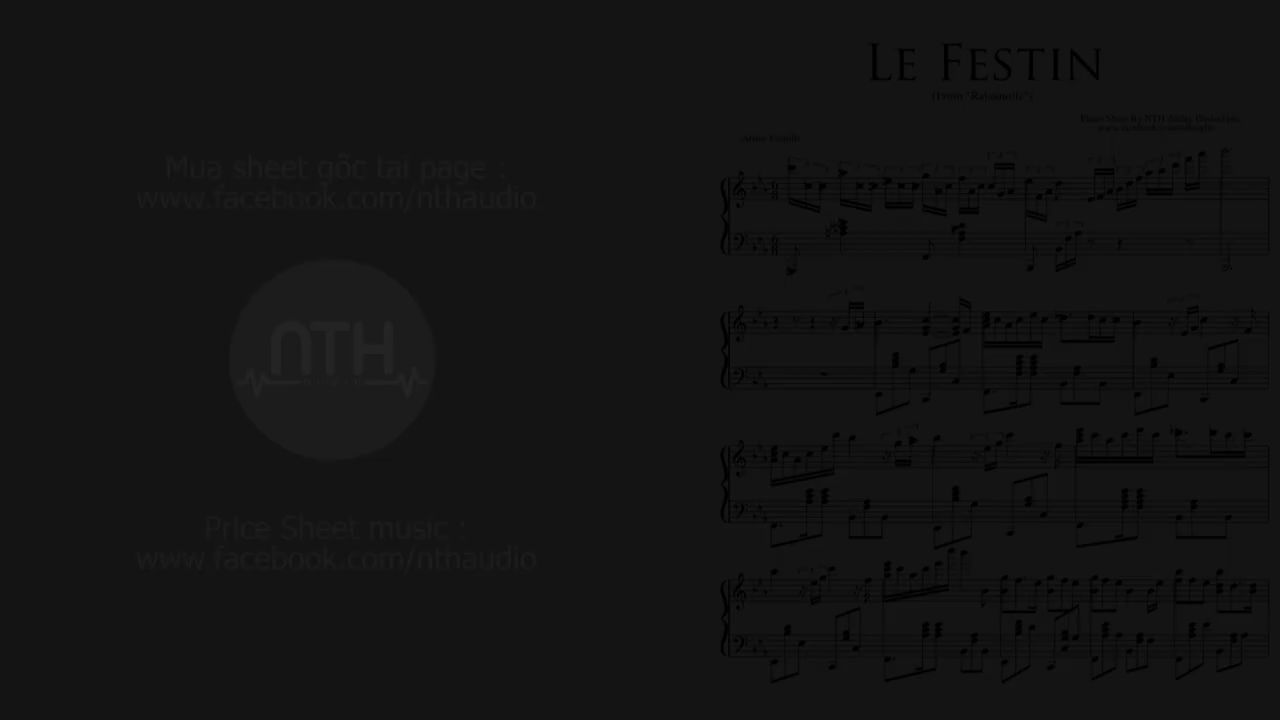 Mua sheet gốc tai page :
www.facebook.com/nthaudio
NTH
Price Sheet music :
www.facebook.com/nthaudio
LE FESTIN
(From "Ratatouille")